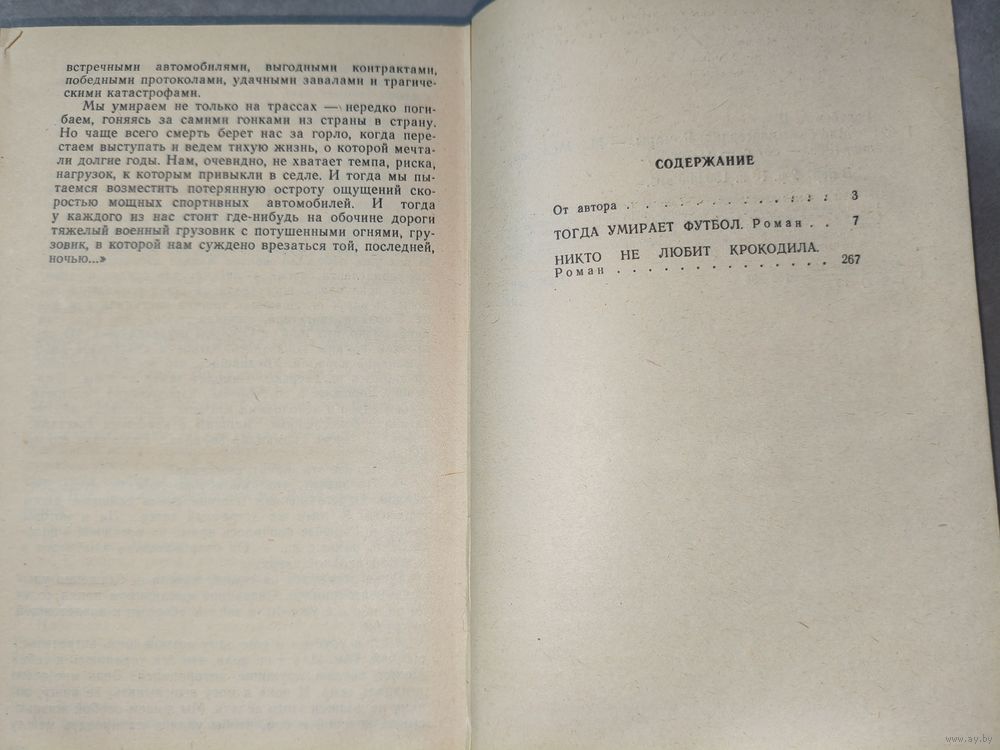 встречными автомобилями, выгодными контрактами,
победными протоколами, удачными завалами и трагиче-
скими катастрофами.
Мы умираем не только на трассах — нередко поги-
баем, гоняясь за самими гонками из страны в страну.
Но чаще всего смерть берет нас за горло, когда пере-
стаем выступать и ведем тихую жизнь, о которой мечта-
ли долгие годы. Нам, очевидно, не хватает темпа, риска,
нагрузок, к которым привыкли в седле. И тогда мы пы-
таемся возместить потерянную остроту ощущений ско-
ростью мощных спортивных автомобилей. И тогда
у каждого из нас стоит где-нибудь на обочине дороги
тяжелый военный грузовик с потушенными огнями, гру-
зовик, в которой нам суждено врезаться той, последней,
ночью...»
СОДЕРЖАНИЕ
От автора . . . . . . . . . . . . . 3
ТОГДА УМИРАЕТ ФУТБОЛ. Роман . . 7
НИКТО НЕ ЛЮБИТ КРОКОДИЛА.
Роман . . . . . . . . . . . . . . 267
www.ay.by